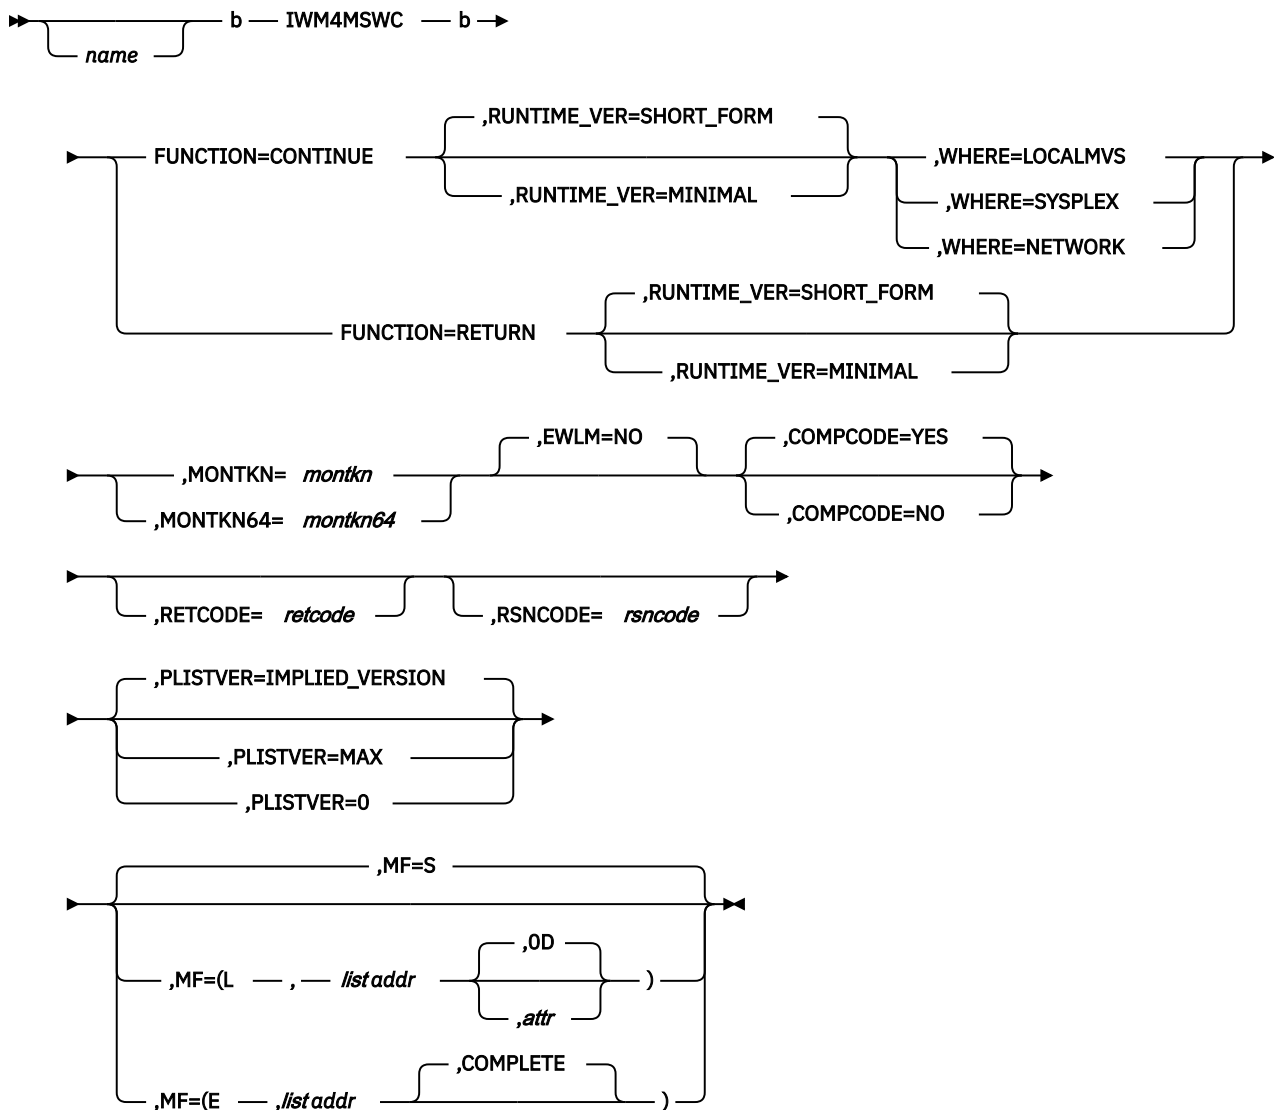 b IWM4MSWC b
name
,RUNTIME_VER=SHORT_FORM
FUNCTION=CONTINUE ,WHERE=LOCALMVS
,RUNTIME_VER=MINIMAL ,WHERE=SYSPLEX
,WHERE=NETWORK
,RUNTIME_VER=SHORT_FORM
FUNCTION=RETURN
,RUNTIME_VER=MINIMAL
,EWLM=NO ,COMPCODE=YES
,MONTKN= montkn
,MONTKN64= montkn64 ,COMPCODE=NO
,RETCODE= retcode ,RSNCODE= rsncode
,PLISTVER=IMPLIED_VERSION
,PLISTVER=MAX
,PLISTVER=0
,MF=S
,0D
,MF=(L , list addr )
,attr
,COMPLETE
,MF=(E ,list addr )